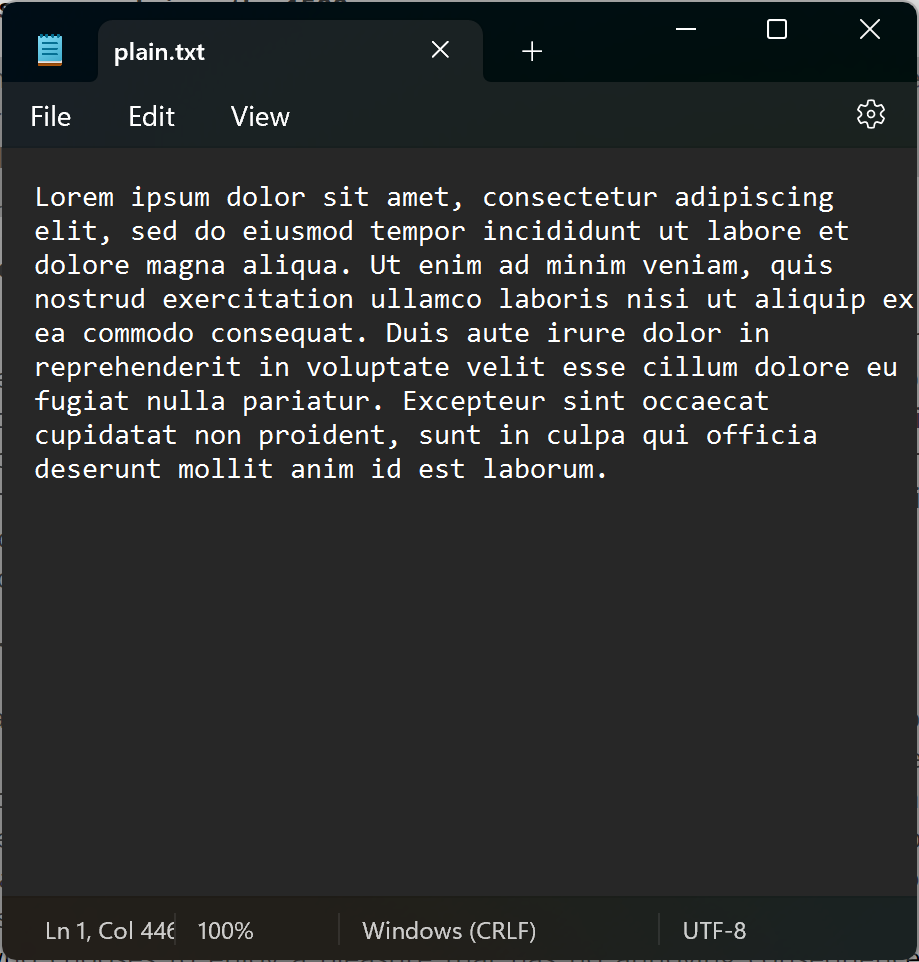 plain.txt
File Edit View
Lorem ipsum dolor sit amet, consectetur adipiscing
elit, sed do eiusmod tempor incididunt ut labore et
dolore magna aliqua. Ut enim ad minim veniam, quis
nostrud exercitation ullamco laboris nisi ut aliquip ex
ea commodo consequat. Duis aute irure dolor in
reprehenderit in voluptate velit esse cillum dolore eu
fugiat nulla pariatur. Excepteur sint occaecat
cupidatat non proident, sunt in culpa qui officia
deserunt mollit anim id est laborum.
Ln 1, Col 446 100% Windows (CRLF) UTF-8